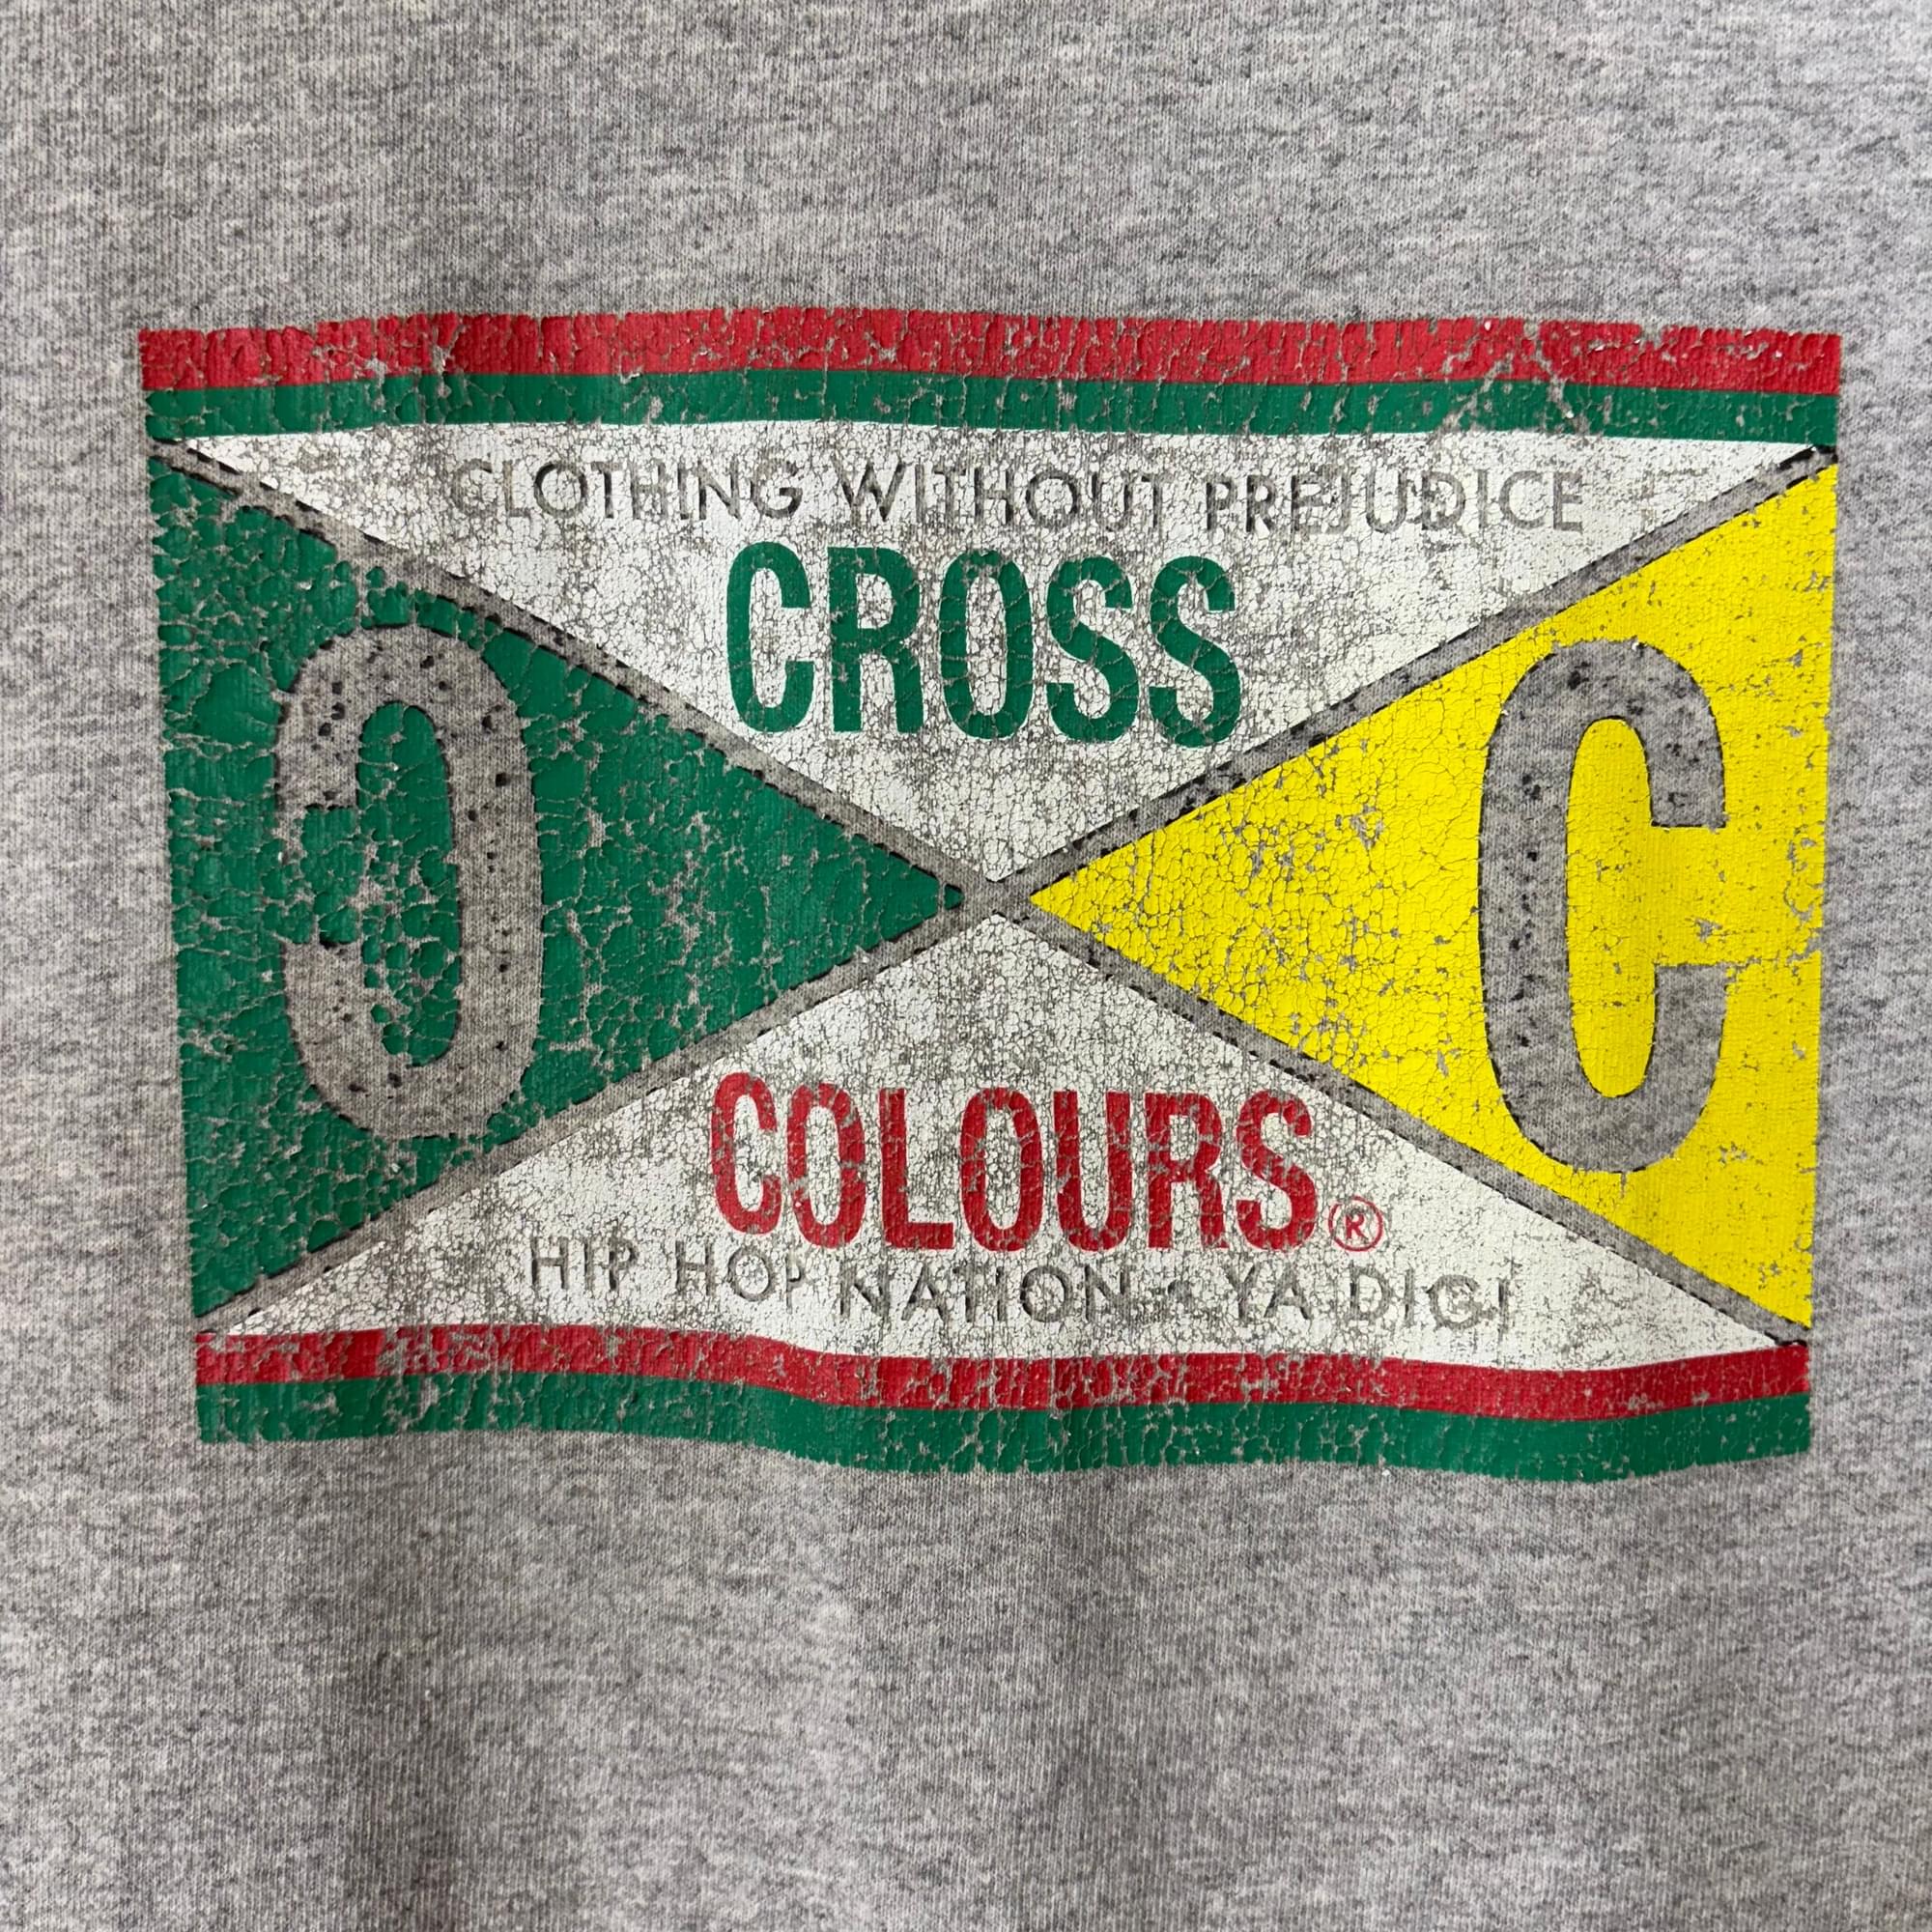 CLOTHING WITHOUT PREJUDICE
CROSS
C C
COLOURS®
HIP HOP NATION - YA DIG!